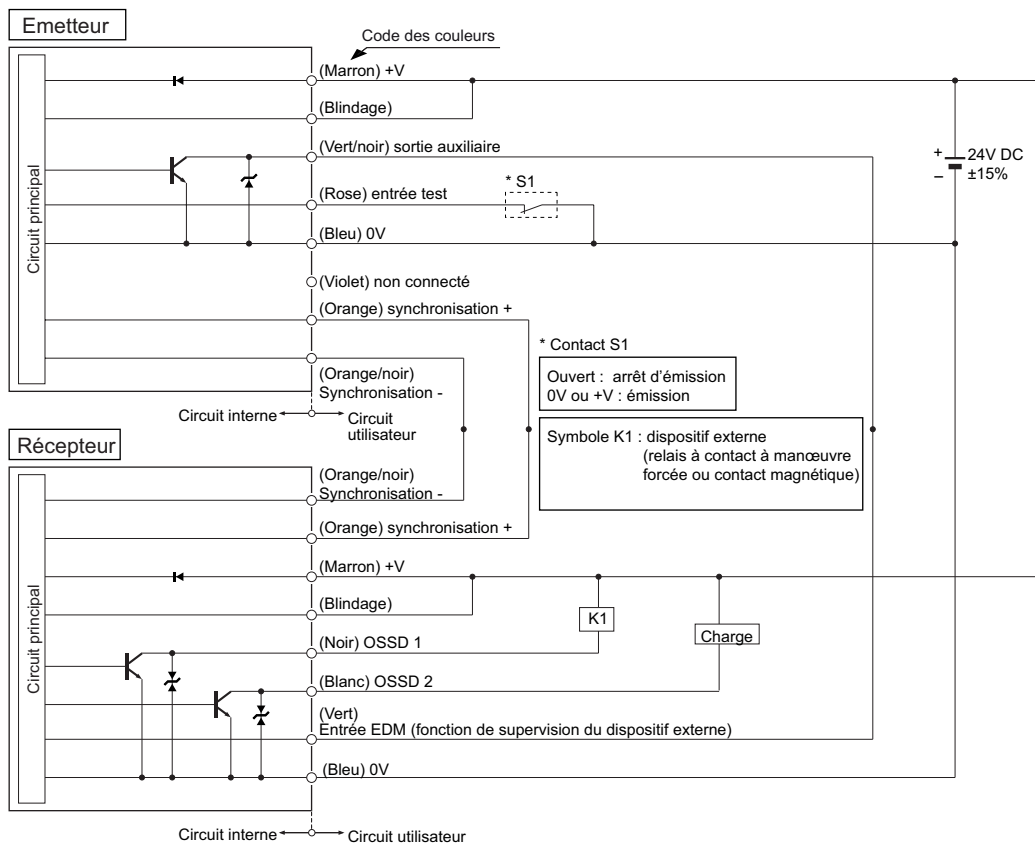 Emetteur
Code des couleurs
Circuit principal
(Marron) +V
(Blindage)
(Vert/noir) sortie auxiliaire
(Rose) entrée test
* S1
(Bleu) 0V
(Violet) non connecté
(Orange) synchronisation +
(Orange/noir)
Synchronisation -
+
–
24V DC
±15%
* Contact S1
Ouvert : arrêt d'émission
0V ou +V : émission
Symbole K1 : dispositif externe
(relais à contact à manœuvre
forcée ou contact magnétique)
Circuit interne
Circuit
utilisateur
Récepteur
Circuit principal
(Orange/noir)
Synchronisation -
(Orange) synchronisation +
(Marron) +V
(Blindage)
K1
Charge
(Noir) OSSD 1
(Blanc) OSSD 2
(Vert)
Entrée EDM (fonction de supervision du dispositif externe)
(Bleu) 0V
Circuit interne
Circuit utilisateur